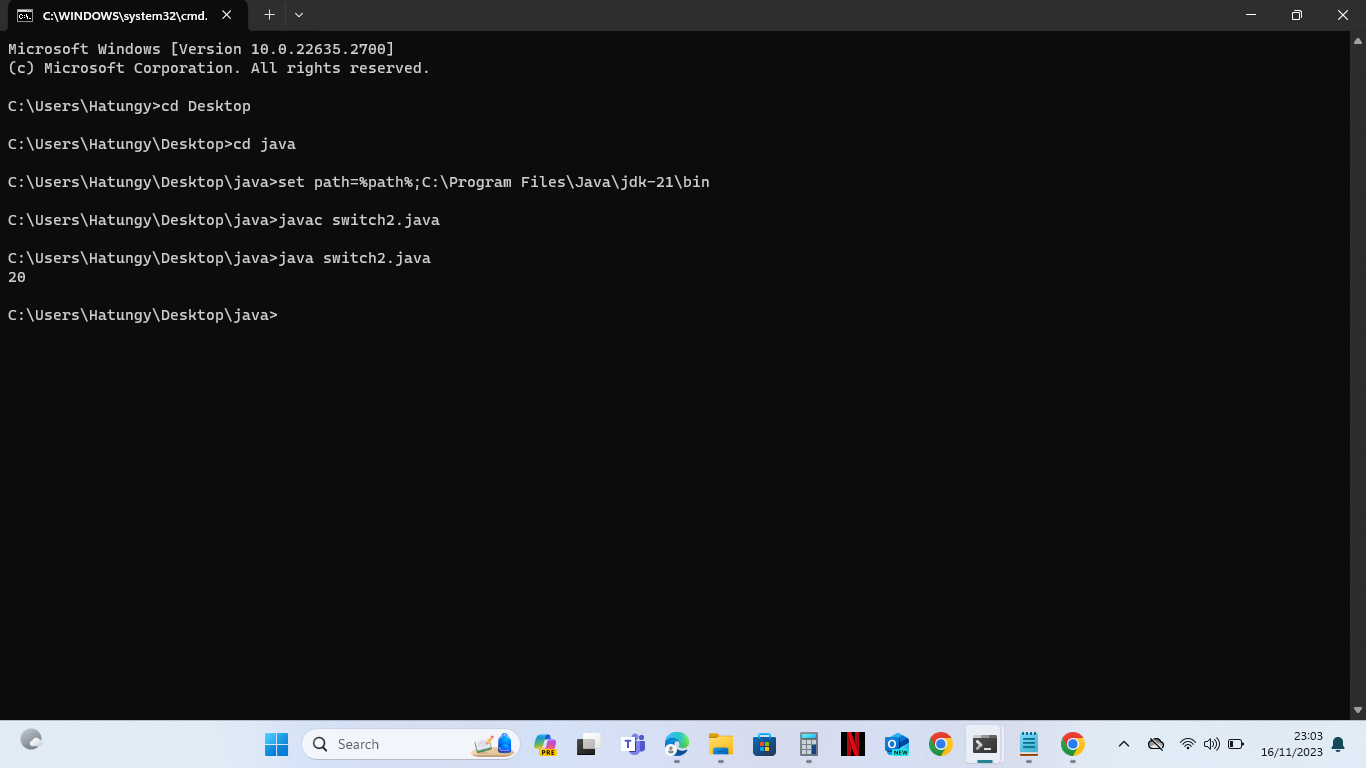 C:\WINDOWS\system32\cmd.
Microsoft Windows [Version 10.0.22635.2700]
(c) Microsoft Corporation. All rights reserved.
C:\Users\Hatungy>cd Desktop
C:\Users\Hatungy\Desktop>cd java
C:\Users\Hatungy\Desktop\java>set path=%path%;C:\Program Files\Java\jdk-21\bin
C:\Users\Hatungy\Desktop\java>javac switch2.java
C:\Users\Hatungy\Desktop\java>java switch2.java
20
C:\Users\Hatungy\Desktop\java>
Search
PRE
NEW
23:03
16/11/2023